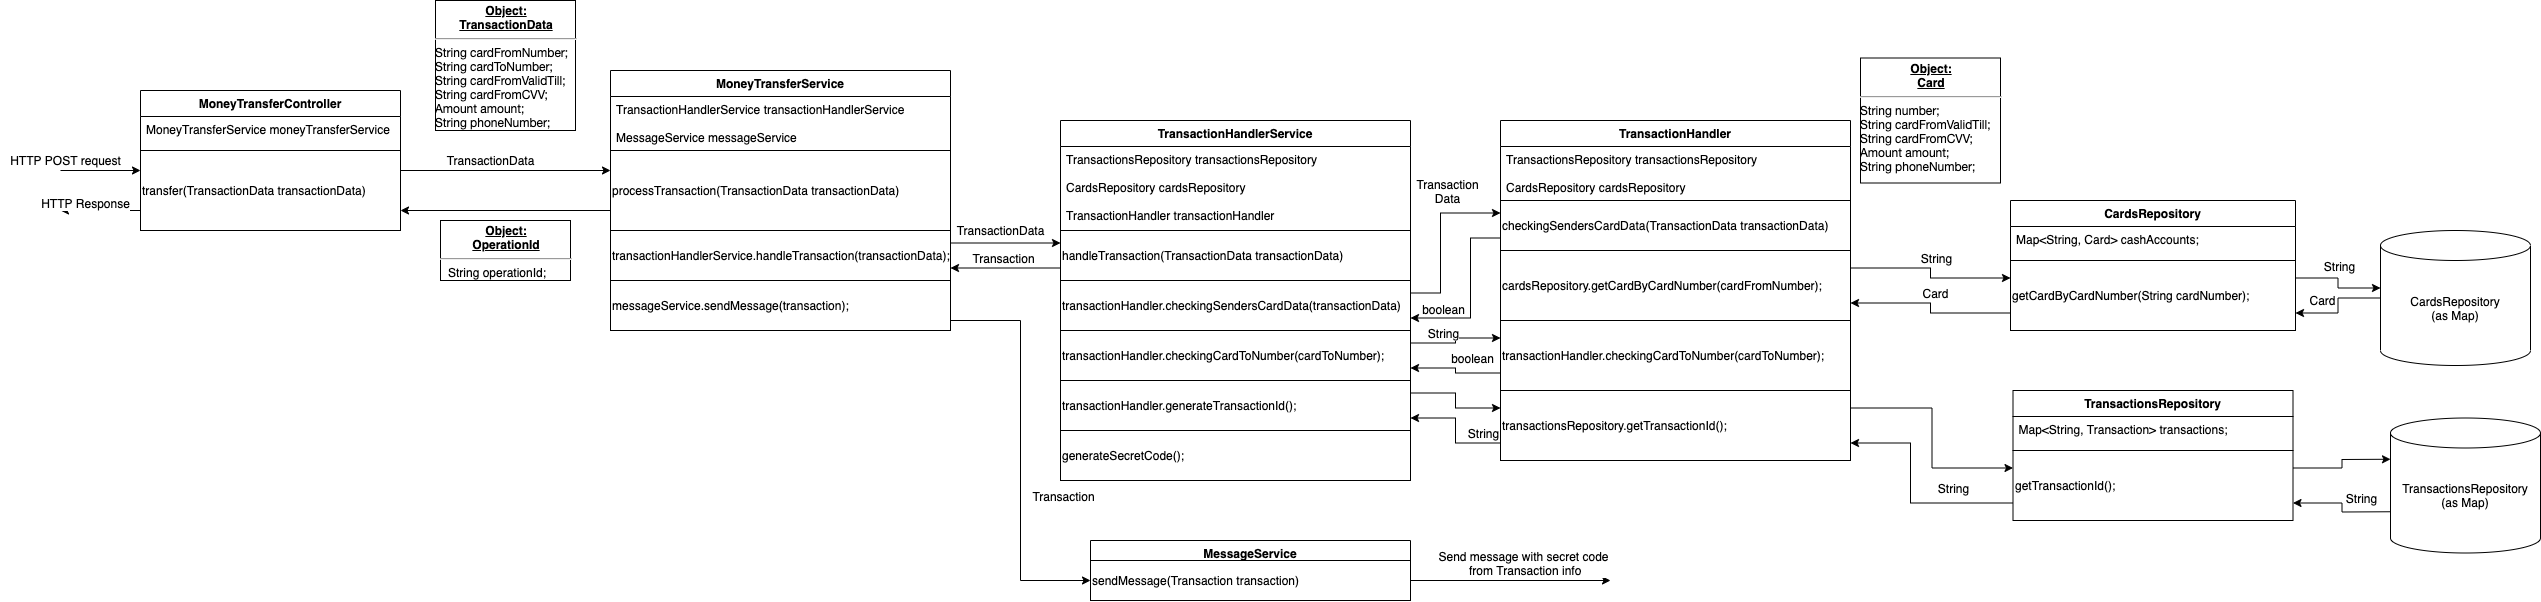 Object:
TransactionData
String cardFromNumber;
String cardToNumber;
String cardFromValidTill;
String cardFromCVV;
Amount amount;
String phoneNumber;
HTTP POST request
HTTP Response
MoneyTransferController
MoneyTransferService moneyTransferService
transfer(TransactionData transactionData)
TransactionData
Object:
OperationId
String operationId;
MoneyTransferService
TransactionHandlerService transactionHandlerService
MessageService messageService
processTransaction(TransactionData transactionData)
transactionHandlerService.handleTransaction(transactionData);
messageService.sendMessage(transaction);
TransactionData
Transaction
Transaction
TransactionHandlerService
TransactionsRepository transactionsRepository
CardsRepository cardsRepository
TransactionHandler transactionHandler
handleTransaction(TransactionData transactionData)
transactionHandler.checkingSendersCardData(transactionData)
transactionHandler.checkingCardToNumber(cardToNumber);
transactionHandler.generateTransactionId();
generateSecretCode();
Transaction
Data
boolean
String
boolean
String
TransactionHandler
TransactionsRepository transactionsRepository
CardsRepository cardsRepository
checkingSendersCardData(TransactionData transactionData)
cardsRepository.getCardByCardNumber(cardFromNumber);
transactionHandler.checkingCardToNumber(cardToNumber);
transactionsRepository.getTransactionId();
Object:
Card
String number;
String cardFromValidTill;
String cardFromCVV;
Amount amount;
String phoneNumber;
String
Card
String
CardsRepository
Map<String, Card> cashAccounts;
getCardByCardNumber(String cardNumber);
String
Card
CardsRepository
(as Map)
TransactionsRepository
Map<String, Transaction> transactions;
getTransactionId();
String
TransactionsRepository
(as Map)
MessageService
sendMessage(Transaction transaction)
Send message with secret code
from Transaction info